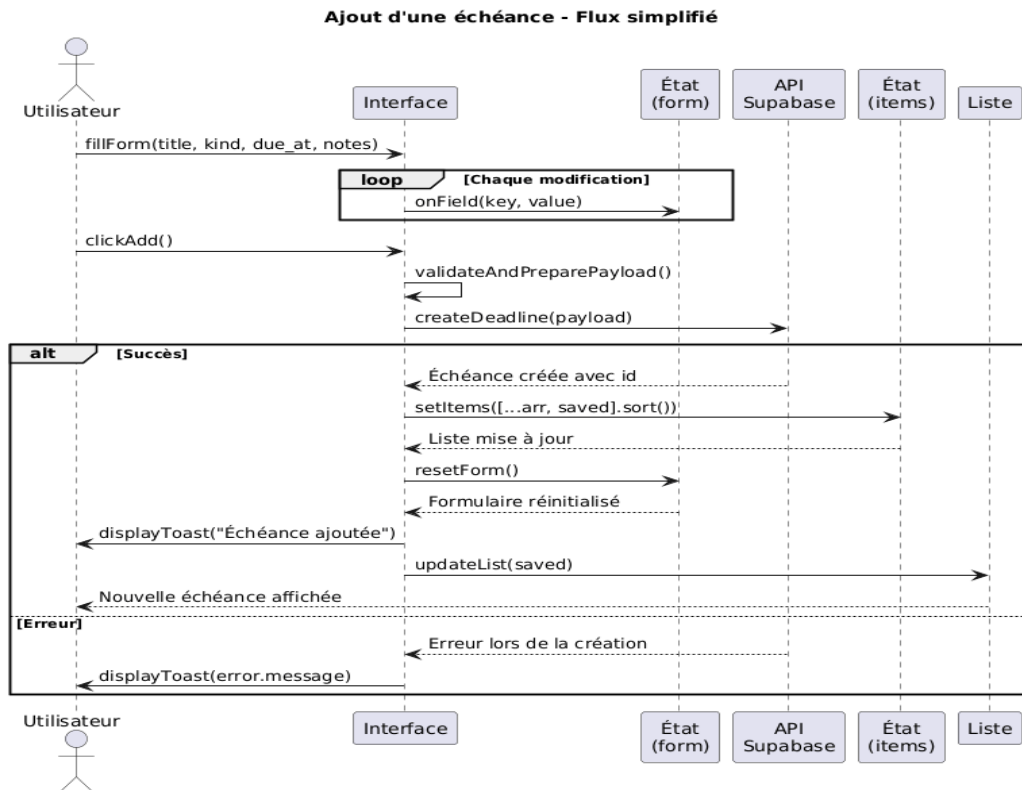 Ajout d'une échéance - Flux simplifié
Utilisateur
Interface
État
(form)
API
Supabase
État
(items)
Liste
fillForm(title, kind, due_at, notes)
loop
[Chaque modification]
onField(key, value)
clickAdd()
validateAndPreparePayload()
createDeadline(payload)
alt
[Succès]
Échéance créée avec id
setItems([...arr, saved].sort())
Liste mise à jour
resetForm()
Formulaire réinitialisé
displayToast("Échéance ajoutée")
updateList(saved)
Nouvelle échéance affichée
[Erreur]
Erreur lors de la création
displayToast(error.message)
Utilisateur
Interface
État
(form)
API
Supabase
État
(items)
Liste